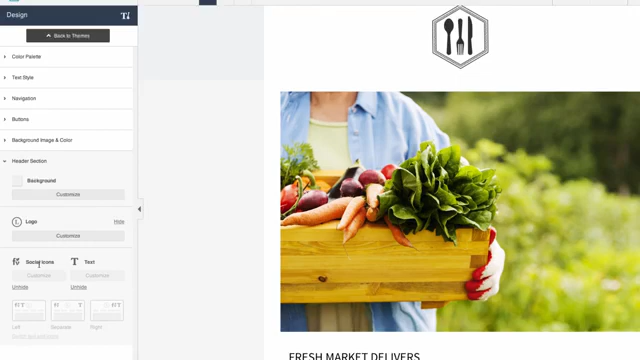 Design
Back to Themes
Color Palette
Text Style
Navigation
Buttons
Background Image & Color
Header Section
Background
Customize
Logo
Hide
Customize
Social Icons
Text
Customize
Customize
Unhide
Unhide
Left
Separate
Right
FRESH MARKET DELIVERS